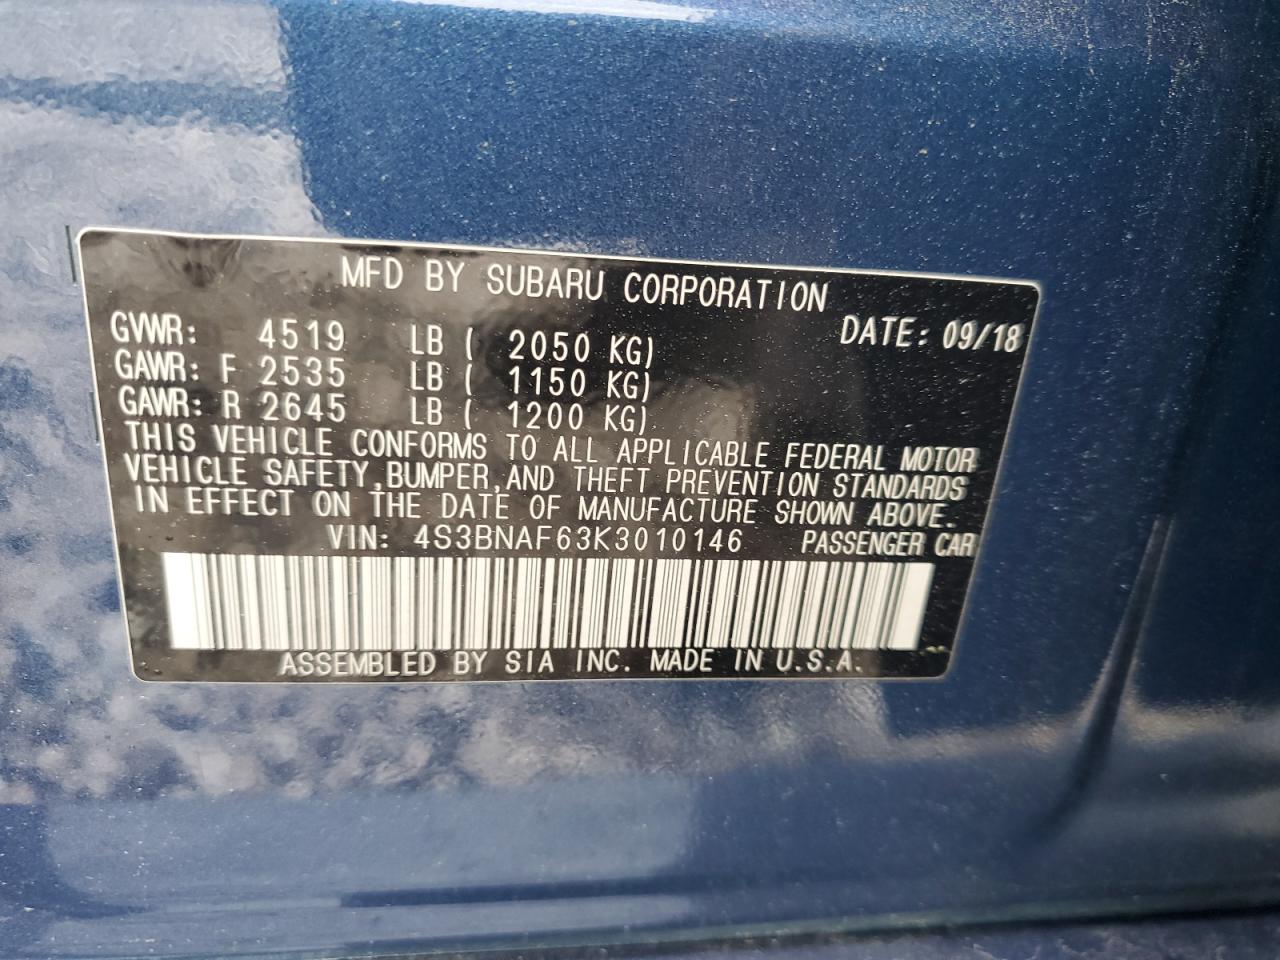 MFD BY SUBARU CORPORATION
DATE: 09/18
GVWR: 4519 LB ( 2050 KG)
GAWR: F 2535 LB ( 1150 KG)
GAWR: R 2645 LB ( 1200 KG)
THIS VEHICLE CONFORMS TO ALL APPLICABLE FEDERAL MOTOR
VEHICLE SAFETY,BUMPER,AND THEFT PREVENTION STANDARDS
IN EFFECT ON THE DATE OF MANUFACTURE SHOWN ABOVE.
VIN: 4S3BNAF63K3010146 PASSENGER CAR
ASSEMBLED BY SIA INC. MADE IN U.S.A.